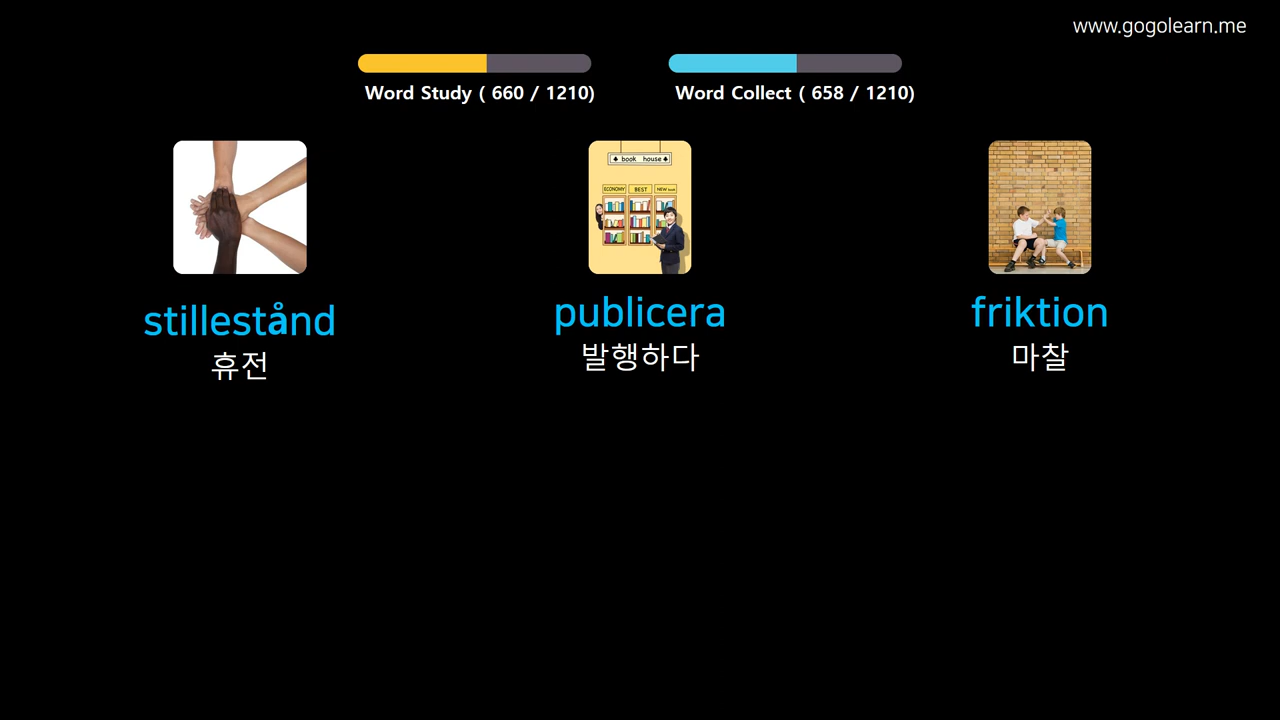 www.gogolearn.me
Word Study ( 660 / 1210)
Word Collect ( 658 / 1210)
book house
ECONOMY
BEST
NEW book
stillestånd
휴전
publicera
발행하다
friktion
마찰